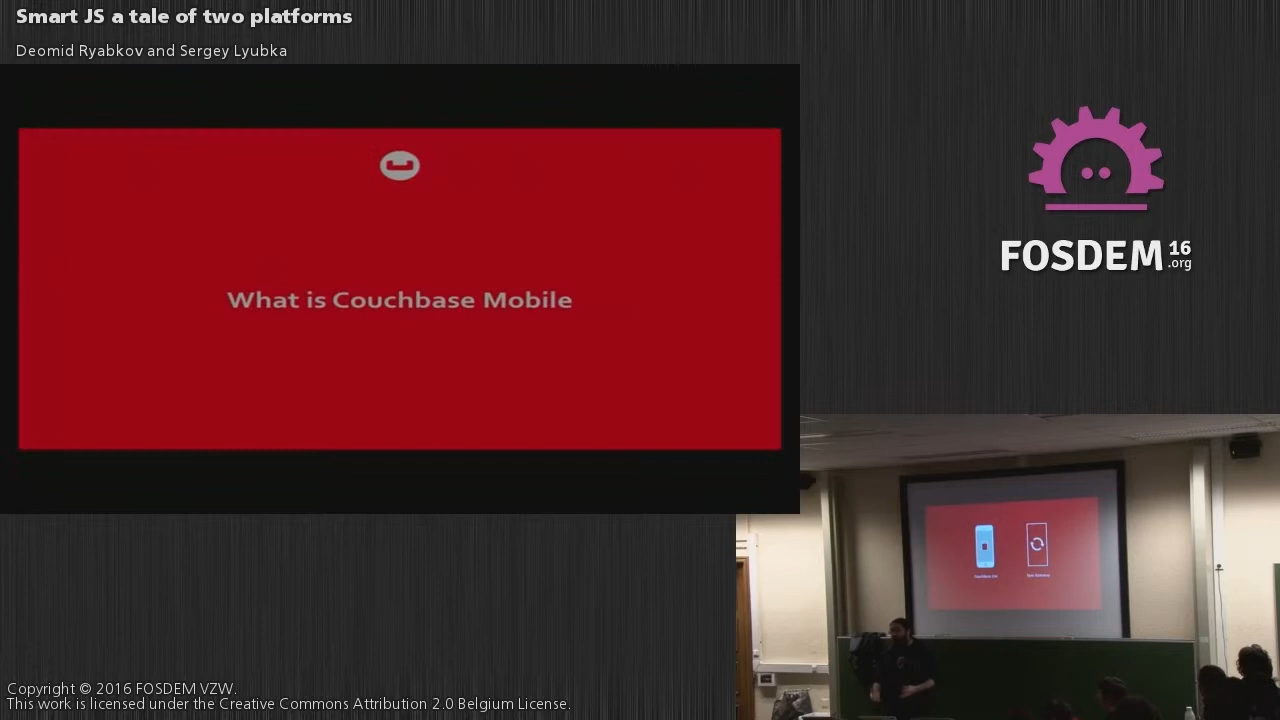 Smart JS a tale of two platforms
Deomid Ryabkov and Sergey Lyubka
What is Couchbase Mobile
FOSDEM 16
.org
Copyright © 2016 FOSDEM VZW.
This work is licensed under the Creative Commons Attribution 2.0 Belgium License.